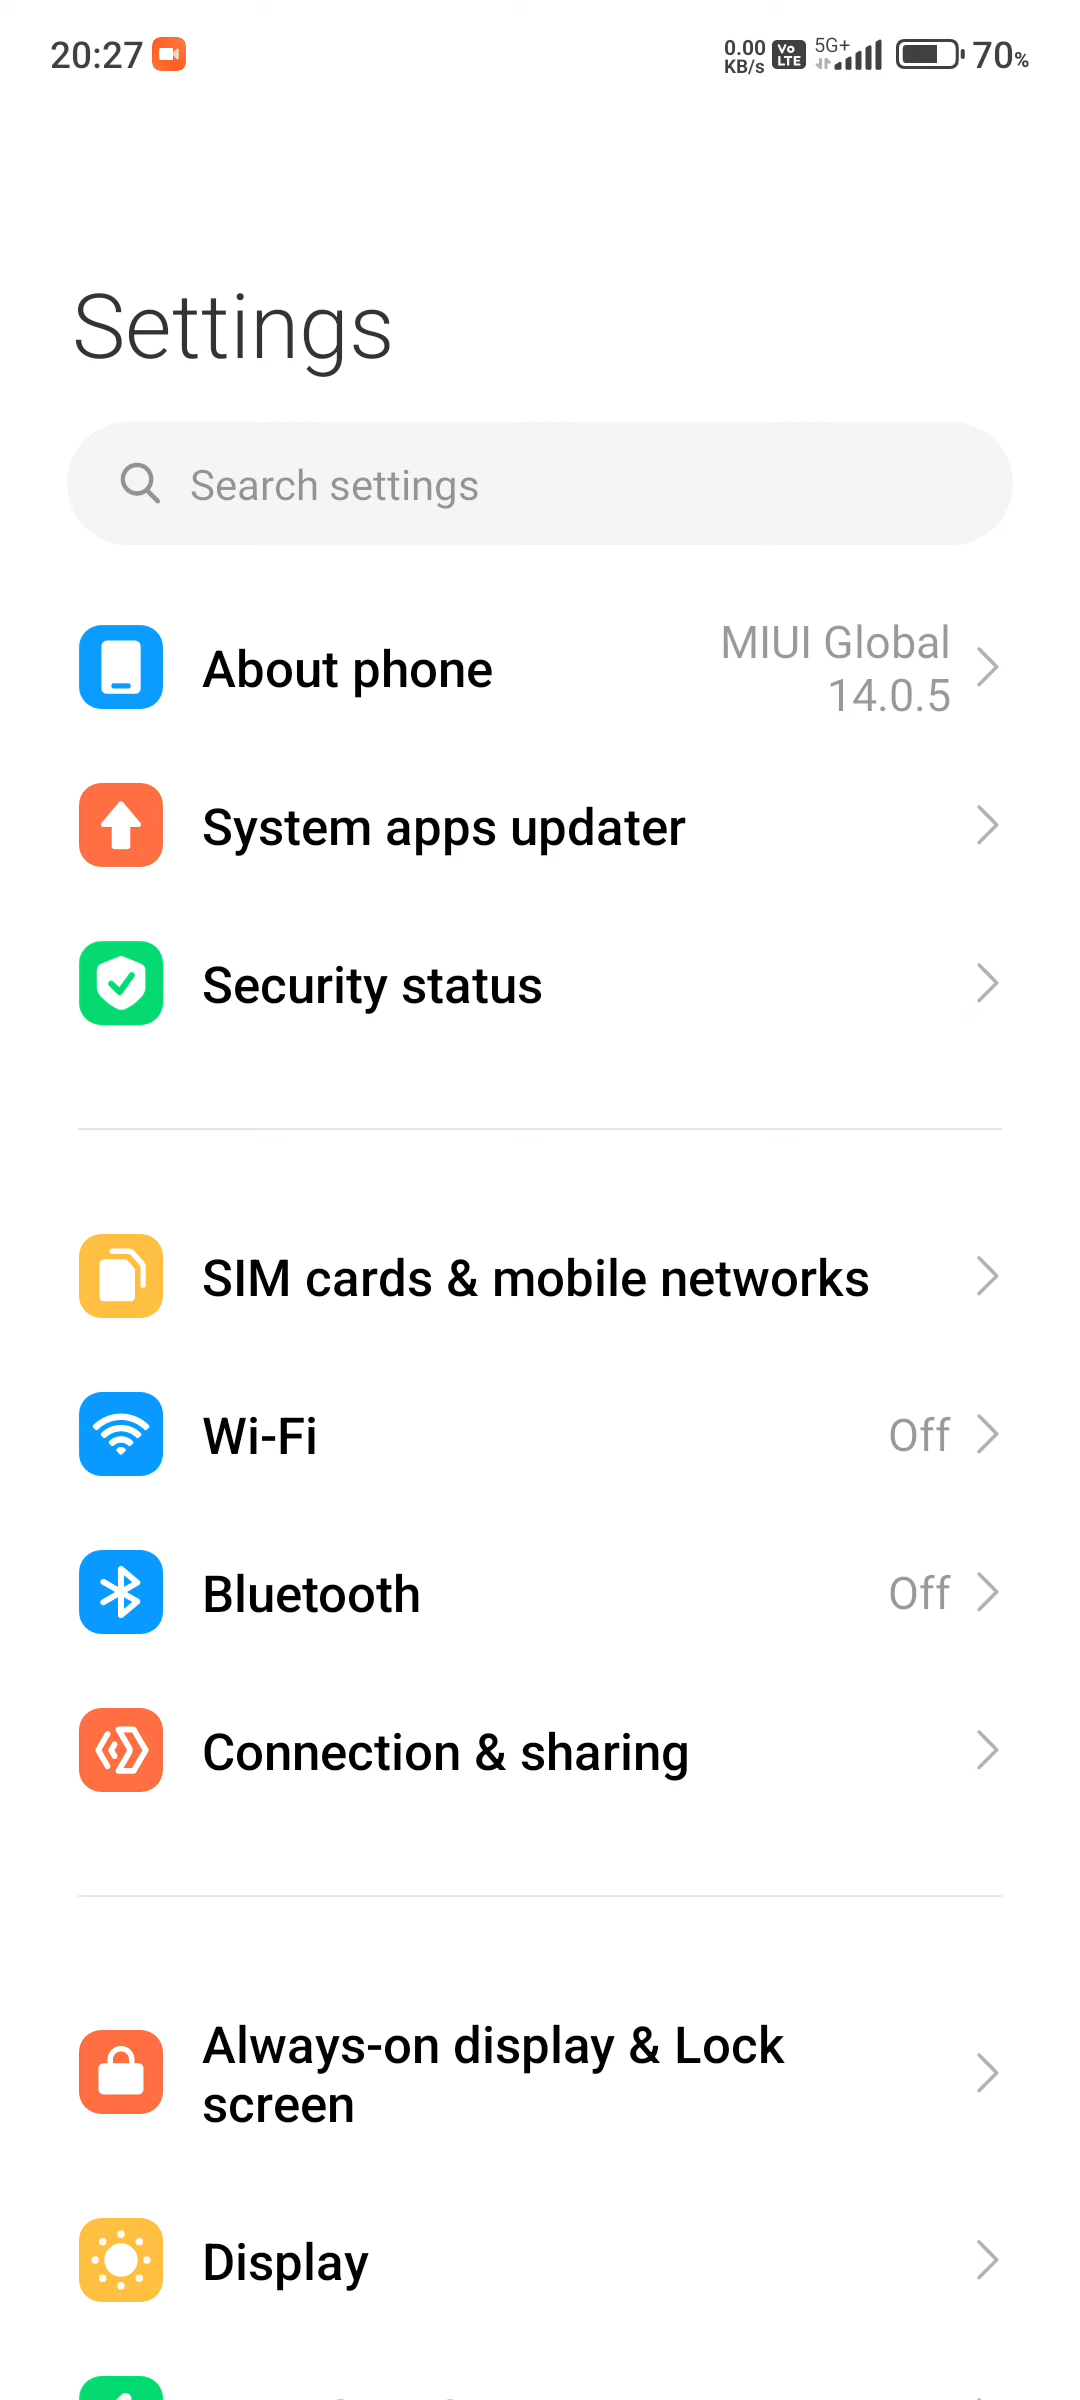 20:27
0.00 KB/s
Vo LTE
5G+
70%
Settings
Search settings
About phone
MIUI Global
14.0.5
System apps updater
Security status
SIM cards & mobile networks
Wi-Fi
Off
Bluetooth
Off
Connection & sharing
Always-on display & Lock
screen
Display